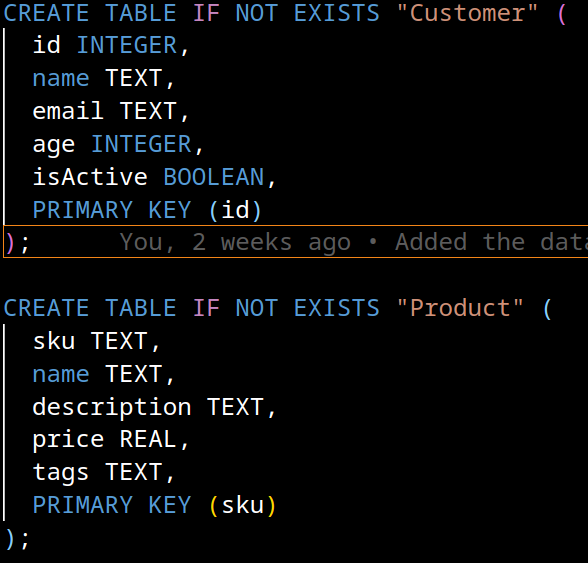 CREATE TABLE IF NOT EXISTS "Customer" (
  id INTEGER,
  name TEXT,
  email TEXT,
  age INTEGER,
  isActive BOOLEAN,
  PRIMARY KEY (id)
);      You, 2 weeks ago • Added the data
CREATE TABLE IF NOT EXISTS "Product" (
  sku TEXT,
  name TEXT,
  description TEXT,
  price REAL,
  tags TEXT,
  PRIMARY KEY (sku)
);